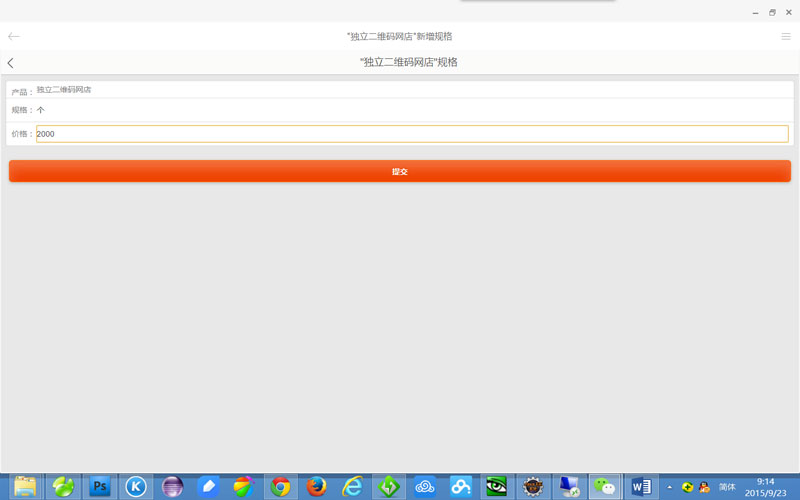 "独立二维码网店"新增规格
"独立二维码网店"规格
产品： 独立二维码网店
规格： 个
价格： 2000
提交
Ps
K
W
简体
9:14
2015/9/23